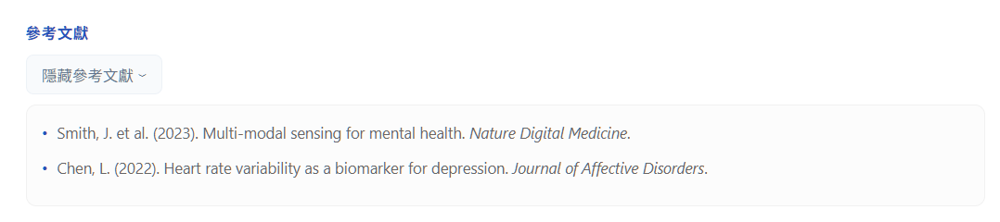 參考文獻
隱藏參考文獻
• Smith, J. et al. (2023). Multi-modal sensing for mental health. Nature Digital Medicine.
• Chen, L. (2022). Heart rate variability as a biomarker for depression. Journal of Affective Disorders.